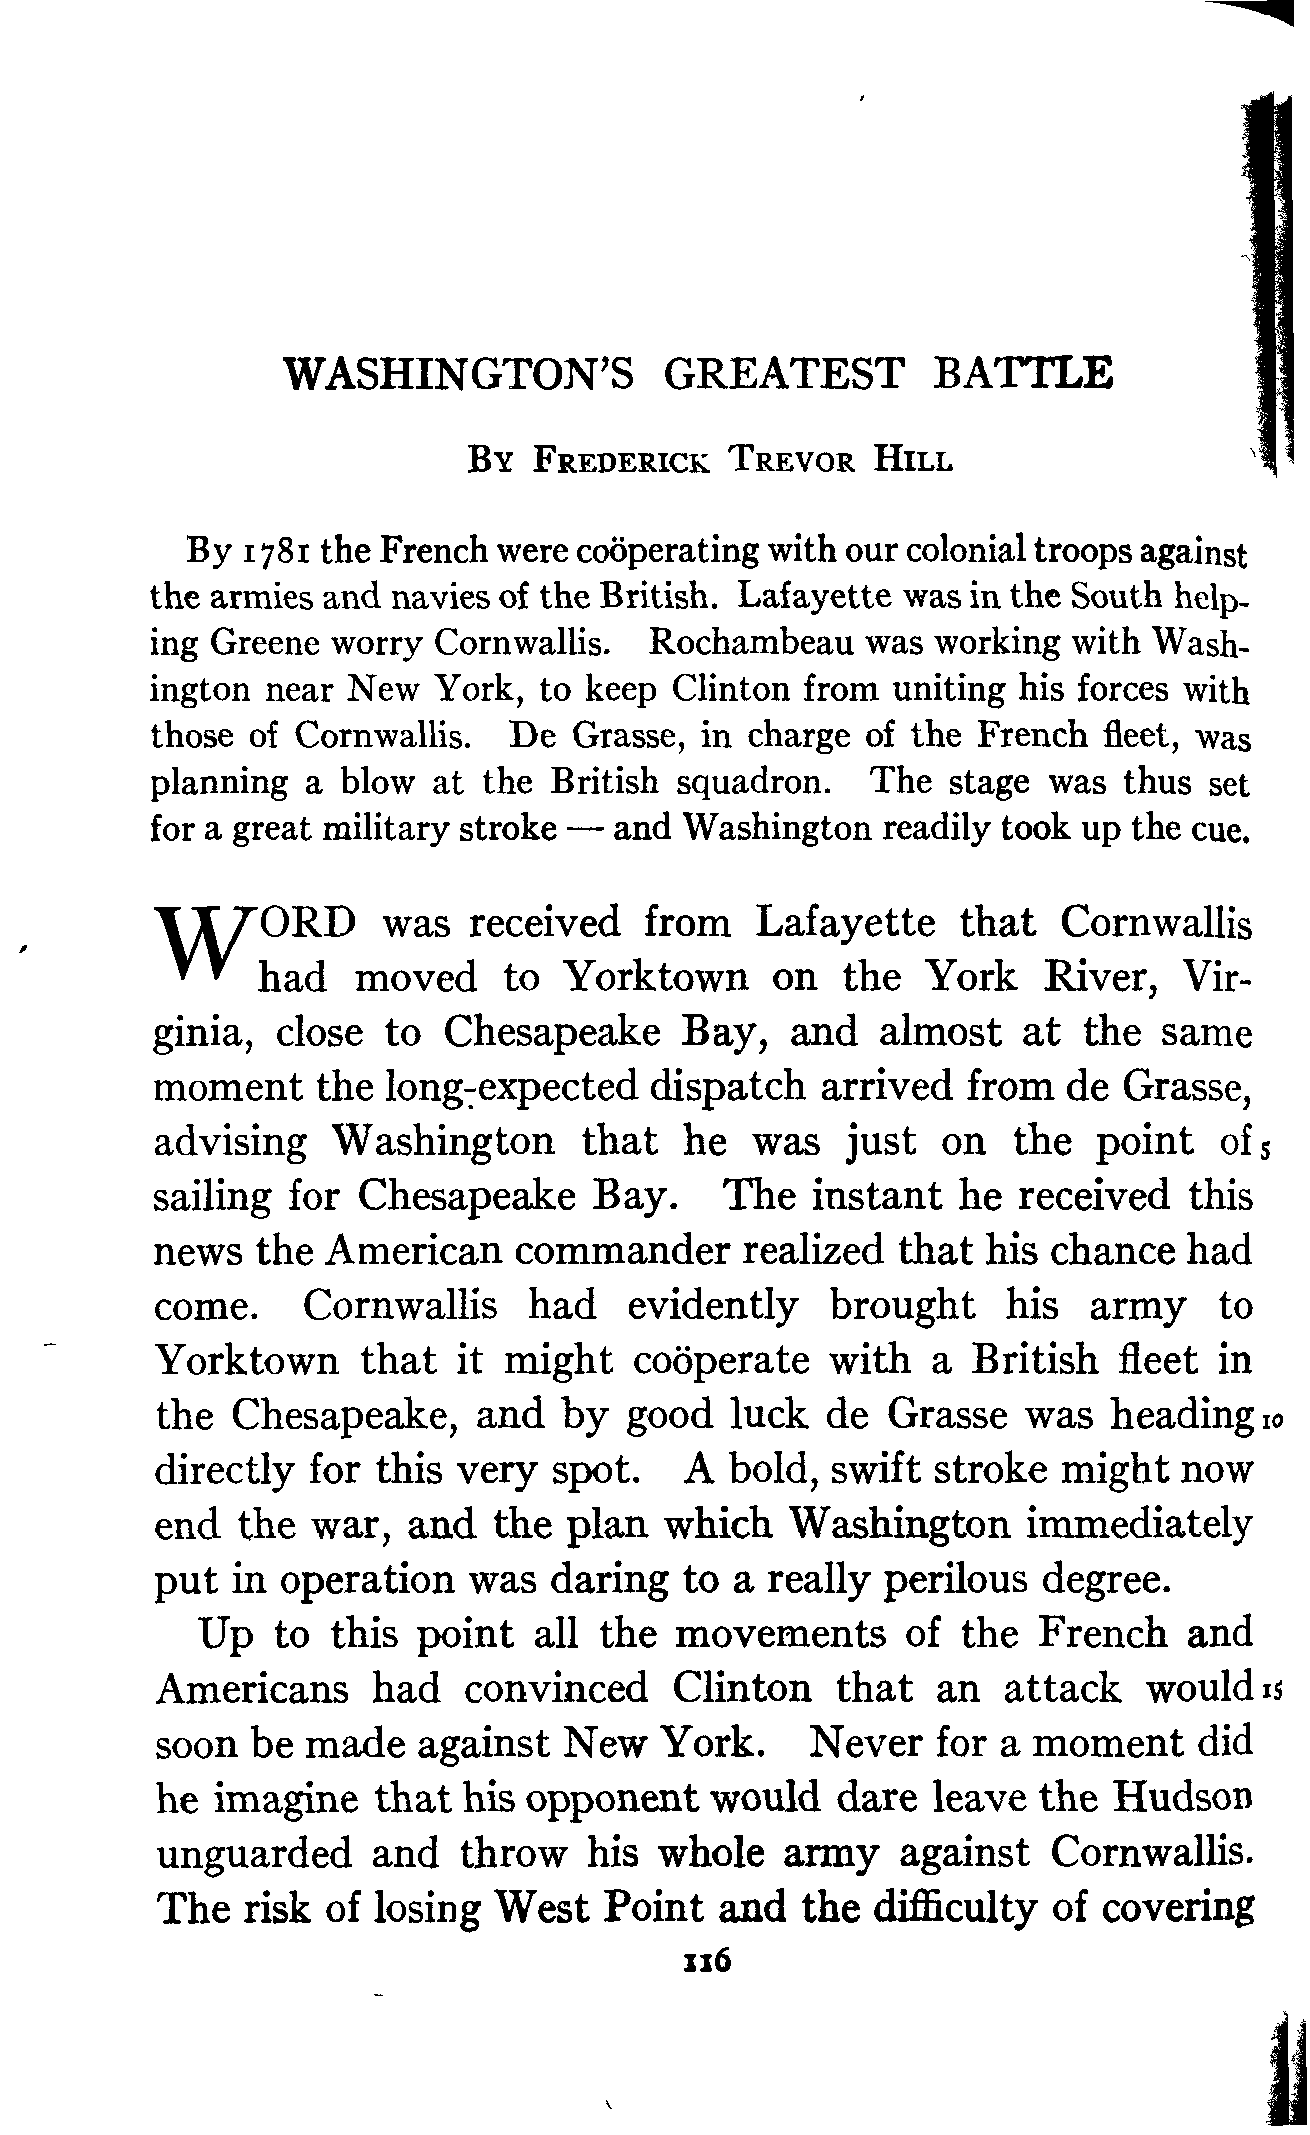 WASHINGTON'S GREATEST BATTLE
By Frederick Trevor Hill
By 1781 the French were coöperating with our colonial troops against
the armies and navies of the British. Lafayette was in the South help-
ing Greene worry Cornwallis. Rochambeau was working with Wash-
ington near New York, to keep Clinton from uniting his forces with
those of Cornwallis. De Grasse, in charge of the French fleet, was
planning a blow at the British squadron. The stage was thus set
for a great military stroke — and Washington readily took up the cue.
WORD was received from Lafayette that Cornwallis
had moved to Yorktown on the York River, Vir-
ginia, close to Chesapeake Bay, and almost at the same
moment the long-expected dispatch arrived from de Grasse,
advising Washington that he was just on the point of 5
sailing for Chesapeake Bay. The instant he received this
news the American commander realized that his chance had
come. Cornwallis had evidently brought his army to
Yorktown that it might coöperate with a British fleet in
the Chesapeake, and by good luck de Grasse was heading 10
directly for this very spot. A bold, swift stroke might now
end the war, and the plan which Washington immediately
put in operation was daring to a really perilous degree.
Up to this point all the movements of the French and
Americans had convinced Clinton that an attack would 15
soon be made against New York. Never for a moment did
he imagine that his opponent would dare leave the Hudson
unguarded and throw his whole army against Cornwallis.
The risk of losing West Point and the difficulty of covering
116